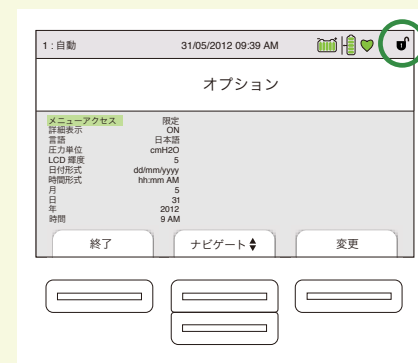 1 : 自動 31/05/2012 09:39 AM
オプション
メニューアクセス 限定
詳細表示 ON
言語 日本語
圧力単位 cmH2O
LCD 輝度 5
日付形式 dd/mm/yyyy
時間形式 hh:mm AM
月 5
日 31
年 2012
時間 9 AM
終了 ナビゲート 変更